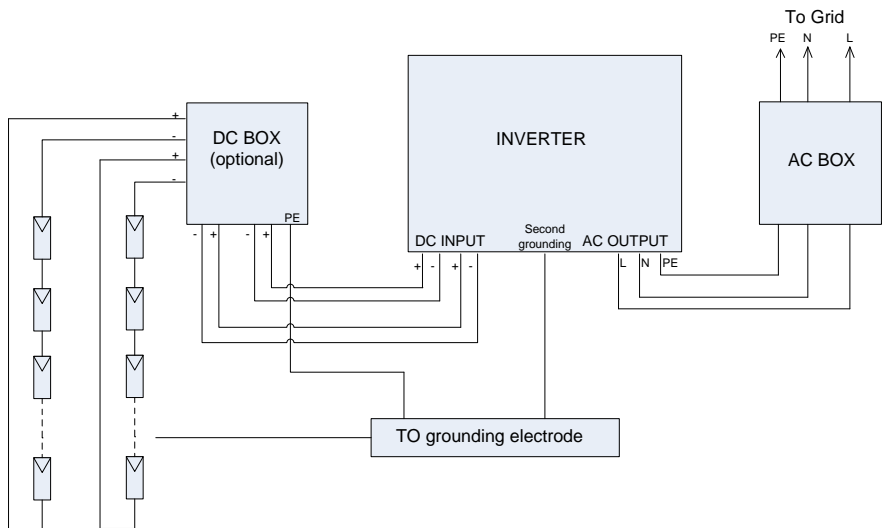 To Grid
PE N L
+
-
+
-
DC BOX
(optional)
PE
- + - +
INVERTER
DC INPUT
Second
grounding
AC OUTPUT
+ - + -
L N PE
AC BOX
TO grounding electrode